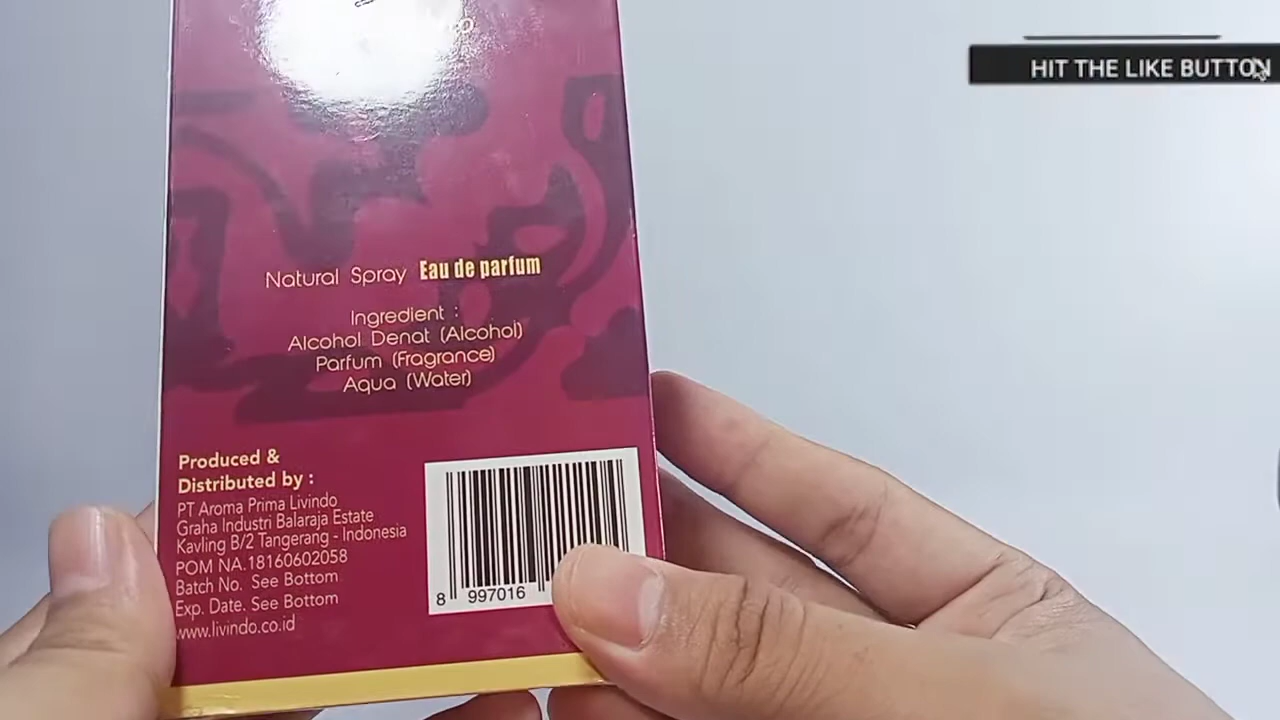 HIT THE LIKE BUTTON
Natural Spray Eau de parfum
Ingredient :
Alcohol Denat (Alcohol)
Parfum (Fragrance)
Aqua (Water)
Produced &
Distributed by :
PT Aroma Prima Livindo
Graha Industri Balaraja Estate
Kavling B/2 Tangerang - Indonesia
POM NA.18160602058
Batch No. See Bottom
Exp. Date. See Bottom
www.livindo.co.id
8 997016